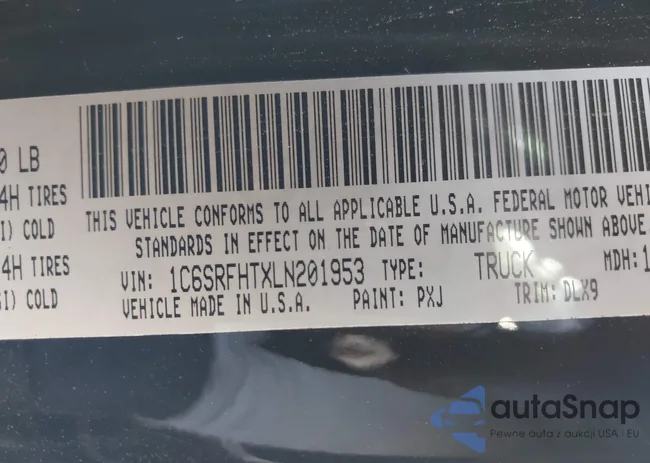 0 LB
4H TIRES
I) COLD
4H TIRES
SI) COLD
THIS VEHICLE CONFORMS TO ALL APPLICABLE U.S.A. FEDERAL MOTOR VEHI
STANDARDS IN EFFECT ON THE DATE OF MANUFACTURE SHOWN ABOVE
VIN: 1C6SRFHTXLN201953 TYPE: TRUCK MDH:1
VEHICLE MADE IN U.S.A. PAINT: PXJ TRIM: DLX9
autaSnap
Pewne auta z aukcji USA i EU